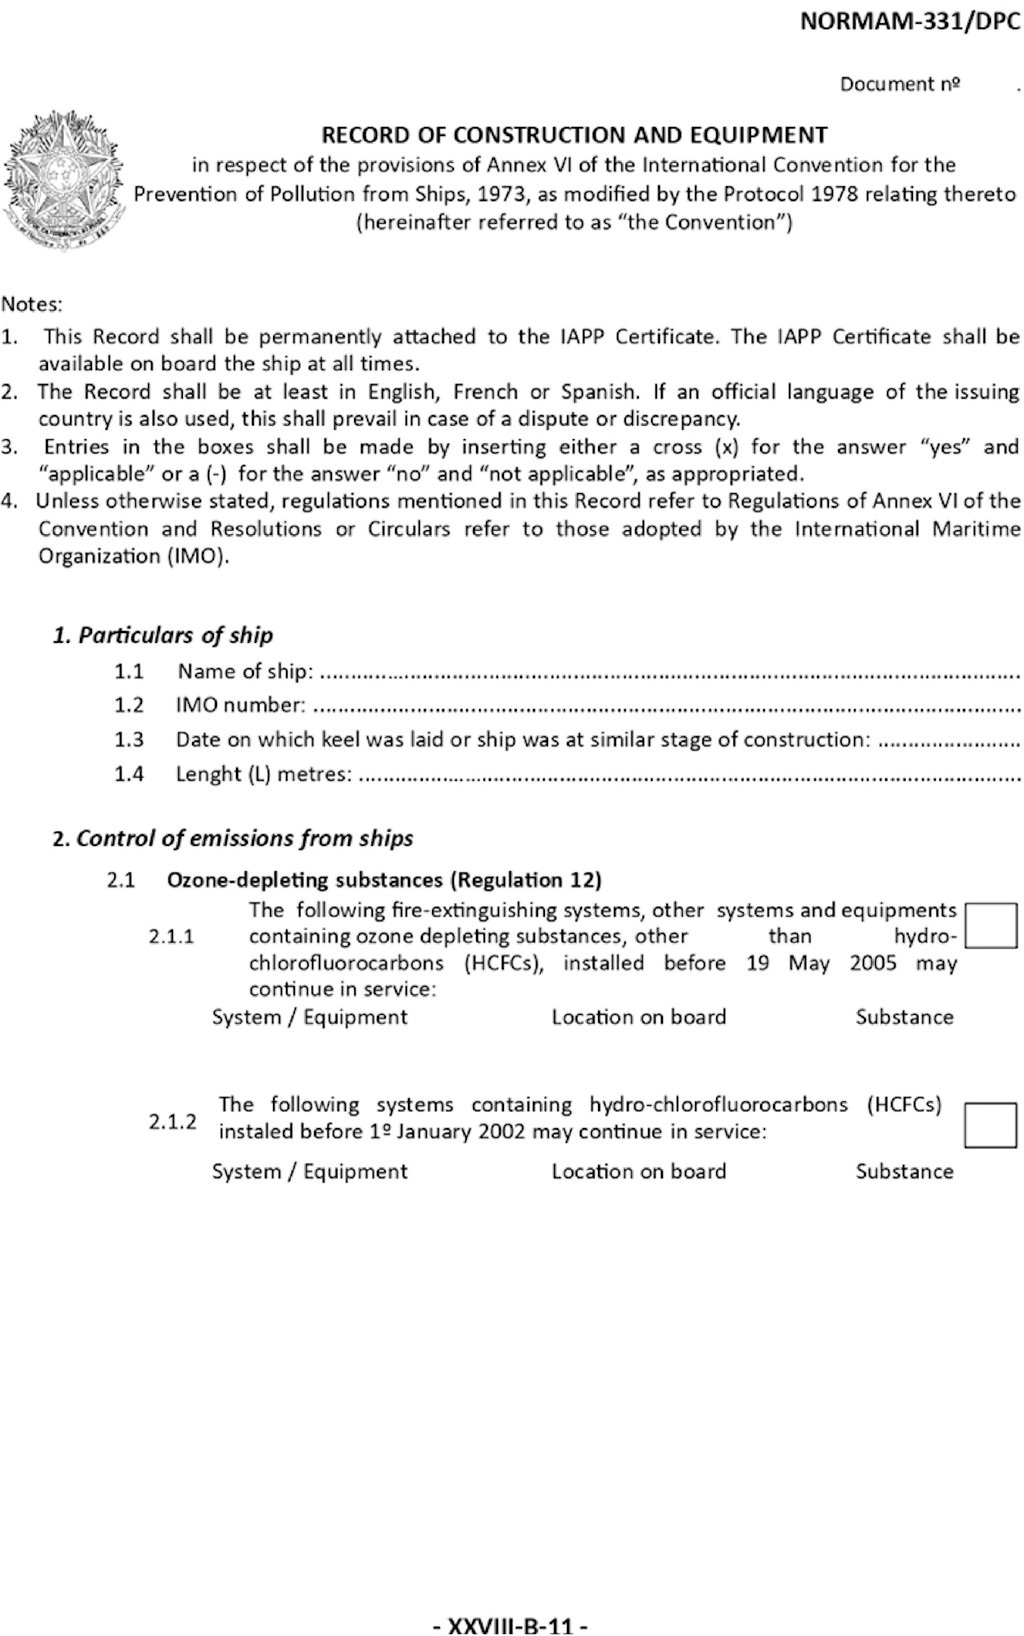 NORMAM-331/DPC
Document nº .
RECORD OF CONSTRUCTION AND EQUIPMENT
in respect of the provisions of Annex VI of the International Convention for the
Prevention of Pollution from Ships, 1973, as modified by the Protocol 1978 relating thereto
(hereinafter referred to as “the Convention”)
Notes:
1. This Record shall be permanently attached to the IAPP Certificate. The IAPP Certificate shall be
available on board the ship at all times.
2. The Record shall be at least in English, French or Spanish. If an official language of the issuing
country is also used, this shall prevail in case of a dispute or discrepancy.
3. Entries in the boxes shall be made by inserting either a cross (x) for the answer “yes” and
“applicable” or a (-) for the answer “no” and “not applicable”, as appropriated.
4. Unless otherwise stated, regulations mentioned in this Record refer to Regulations of Annex VI of the
Convention and Resolutions or Circulars refer to those adopted by the International Maritime
Organization (IMO).
1. Particulars of ship
1.1 Name of ship: ....................................................................................................................
1.2 IMO number: .....................................................................................................................
1.3 Date on which keel was laid or ship was at similar stage of construction: .......................
1.4 Lenght (L) metres: .............................................................................................................
2. Control of emissions from ships
2.1 Ozone-depleting substances (Regulation 12)
The following fire-extinguishing systems, other systems and equipments
2.1.1 containing ozone depleting substances, other than hydro-
chlorofluorocarbons (HCFCs), installed before 19 May 2005 may
continue in service:
System / Equipment Location on board Substance
The following systems containing hydro-chlorofluorocarbons (HCFCs)
2.1.2 instaled before 1º January 2002 may continue in service:
System / Equipment Location on board Substance
- XXVIII-B-11 -